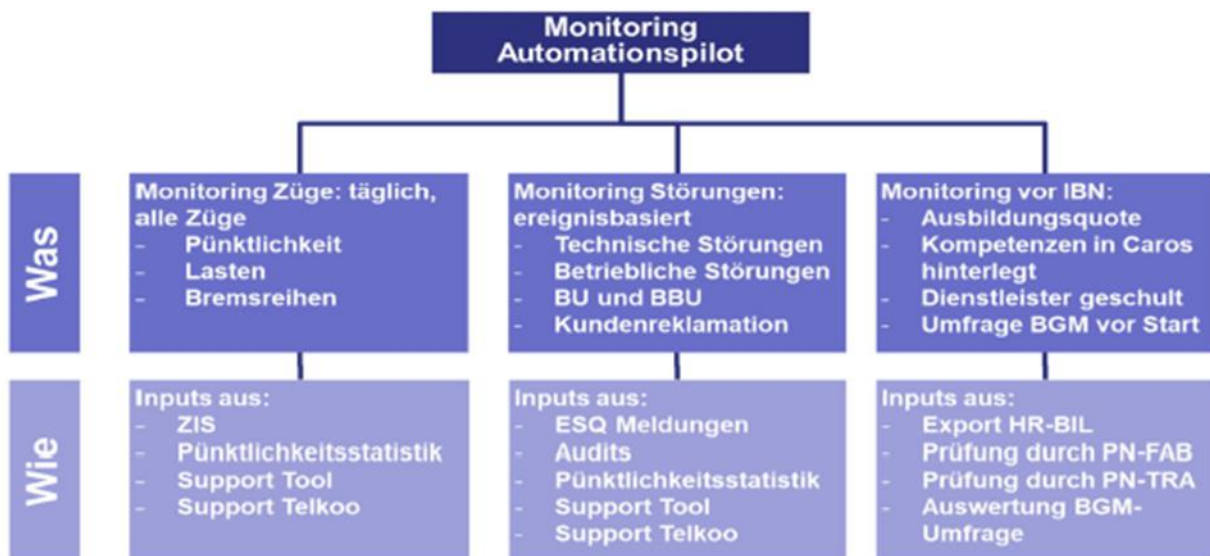 Monitoring
Automationspilot
Was
Monitoring Züge: täglich,
alle Züge
- Pünktlichkeit
- Lasten
- Bremsreihen
Monitoring Störungen:
ereignisbasiert
- Technische Störungen
- Betriebliche Störungen
- BU und BBU
- Kundenreklamation
Monitoring vor IBN:
- Ausbildungsquote
- Kompetenzen in Caros
hinterlegt
- Dienstleister geschult
- Umfrage BGM vor Start
Wie
Inputs aus:
- ZIS
- Pünktlichkeitsstatistik
- Support Tool
- Support Telkoo
Inputs aus:
- ESQ Meldungen
- Audits
- Pünktlichkeitsstatistik
- Support Tool
- Support Telkoo
Inputs aus:
- Export HR-BIL
- Prüfung durch PN-FAB
- Prüfung durch PN-TRA
- Auswertung BGM-
Umfrage